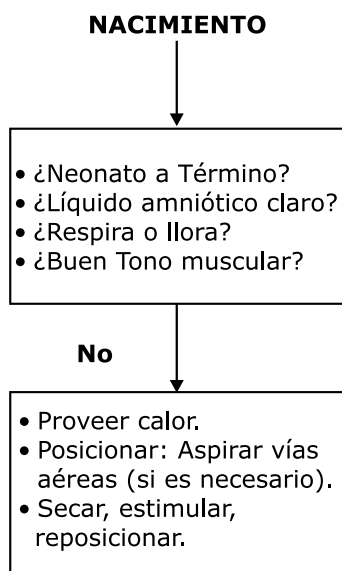 NACIMIENTO
• ¿Neonato a Término?
• ¿Líquido amniótico claro?
• ¿Respira o llora?
• ¿Buen Tono muscular?
No
• Proveer calor.
• Posicionar: Aspirar vías
aéreas (si es necesario).
• Secar, estimular,
reposicionar.